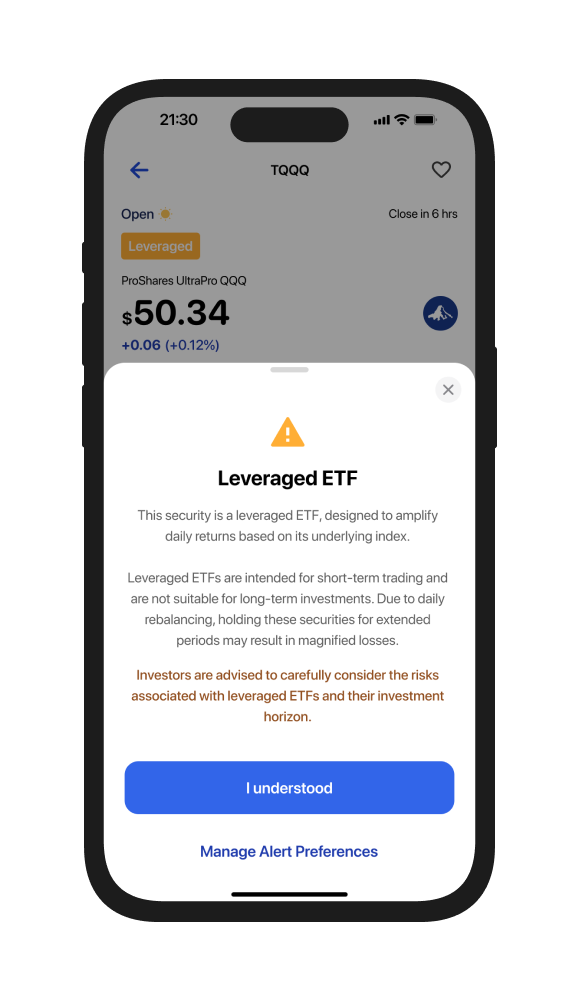 21:30
TQQQ
Open
Close in 6 hrs
Leveraged
ProShares UltraPro QQQ
$50.34
+0.06 (+0.12%)
Leveraged ETF
This security is a leveraged ETF, designed to amplify
daily returns based on its underlying index.
Leveraged ETFs are intended for short-term trading and
are not suitable for long-term investments. Due to daily
rebalancing, holding these securities for extended
periods may result in magnified losses.
Investors are advised to carefully consider the risks
associated with leveraged ETFs and their investment
horizon.
I understood
Manage Alert Preferences